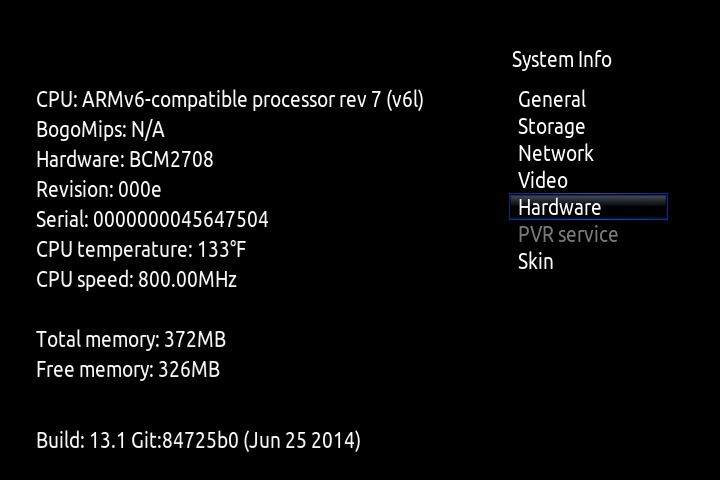 System Info
CPU: ARMv6-compatible processor rev 7 (v6l)
BogoMips: N/A
Hardware: BCM2708
Revision: 000e
Serial: 0000000045647504
CPU temperature: 133°F
CPU speed: 800.00MHz
Total memory: 372MB
Free memory: 326MB
Build: 13.1 Git:84725b0 (Jun 25 2014)
General
Storage
Network
Video
Hardware
PVR service
Skin